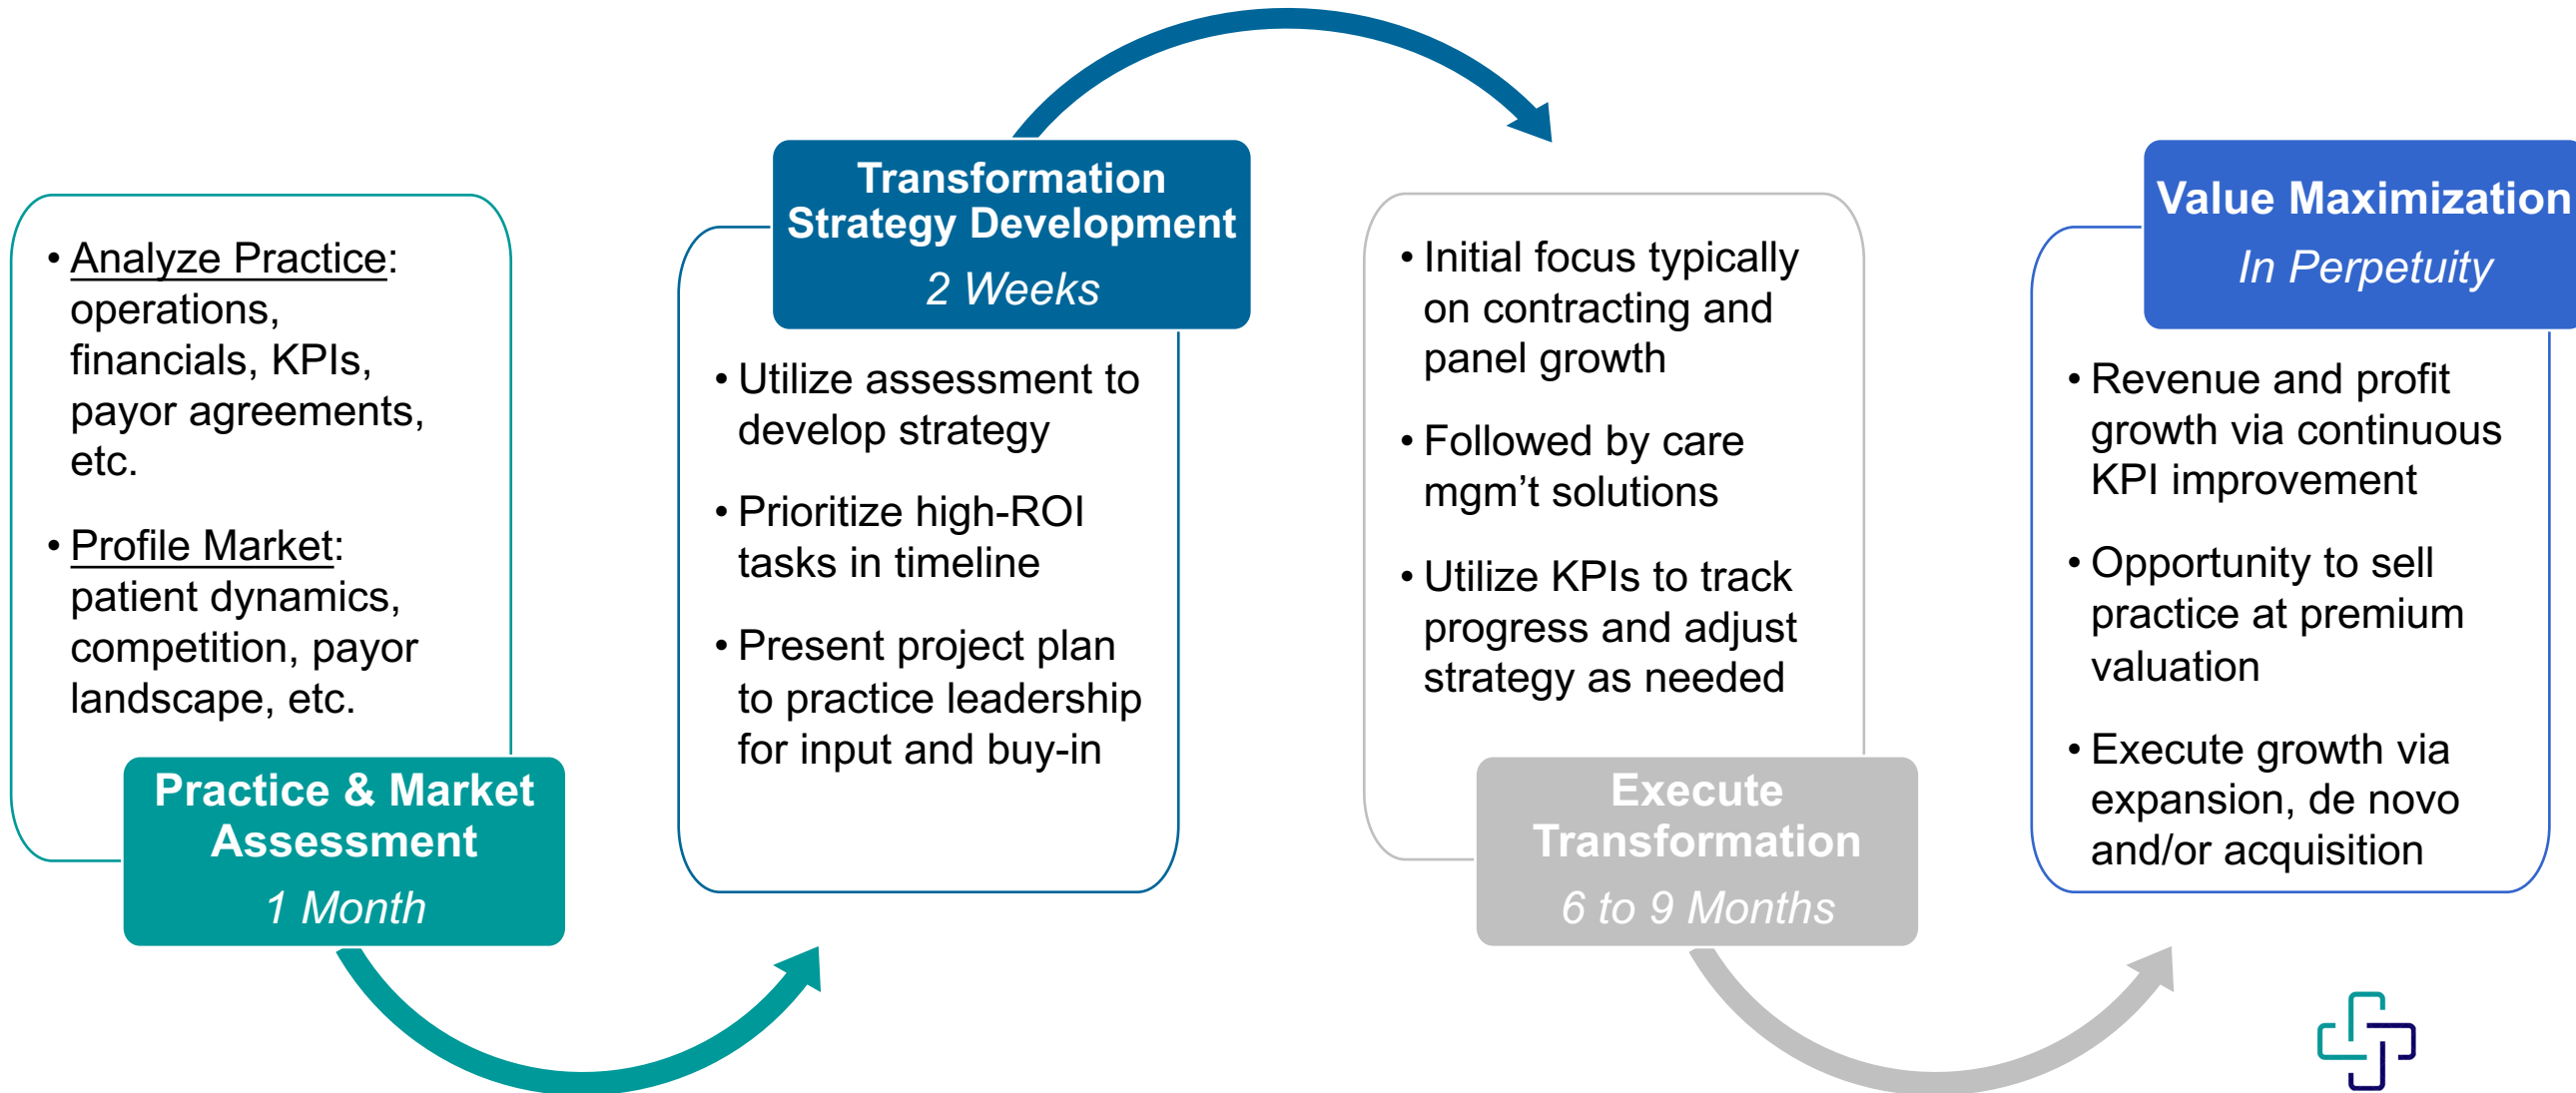 • Analyze Practice:
operations,
financials, KPIs,
payor agreements,
etc.
• Profile Market:
patient dynamics,
competition, payor
landscape, etc.
Practice & Market
Assessment
1 Month
Transformation
Strategy Development
2 Weeks
• Utilize assessment to
develop strategy
• Prioritize high-ROI
tasks in timeline
• Present project plan
to practice leadership
for input and buy-in
• Initial focus typically
on contracting and
panel growth
• Followed by care
mgm’t solutions
• Utilize KPIs to track
progress and adjust
strategy as needed
Execute
Transformation
6 to 9 Months
Value Maximization
In Perpetuity
• Revenue and profit
growth via continuous
KPI improvement
• Opportunity to sell
practice at premium
valuation
• Execute growth via
expansion, de novo
and/or acquisition